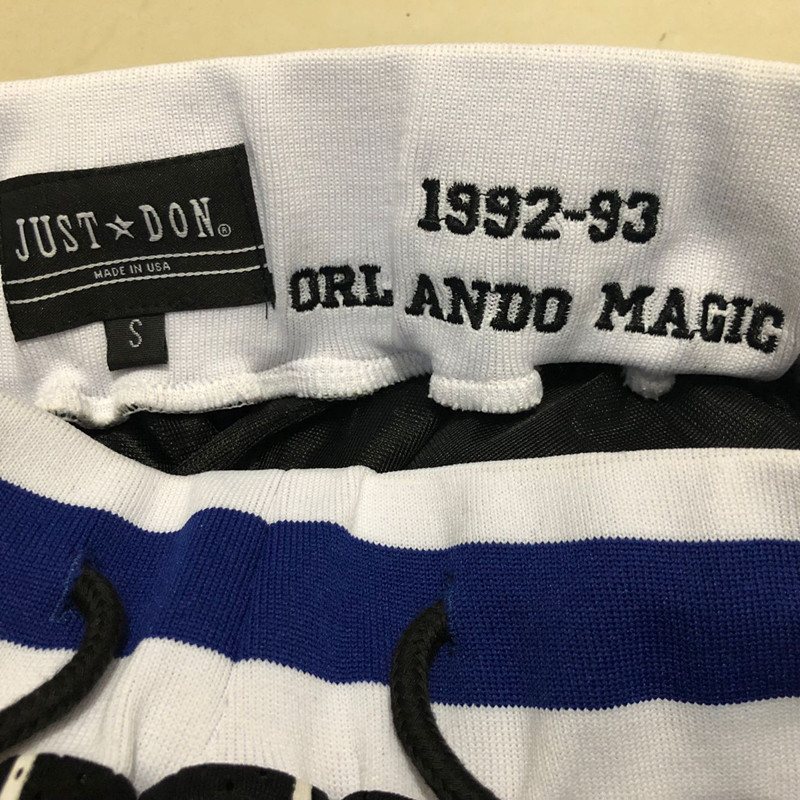 JUST★DON®
MADE IN USA
S
1992-93
ORLANDO MAGIC